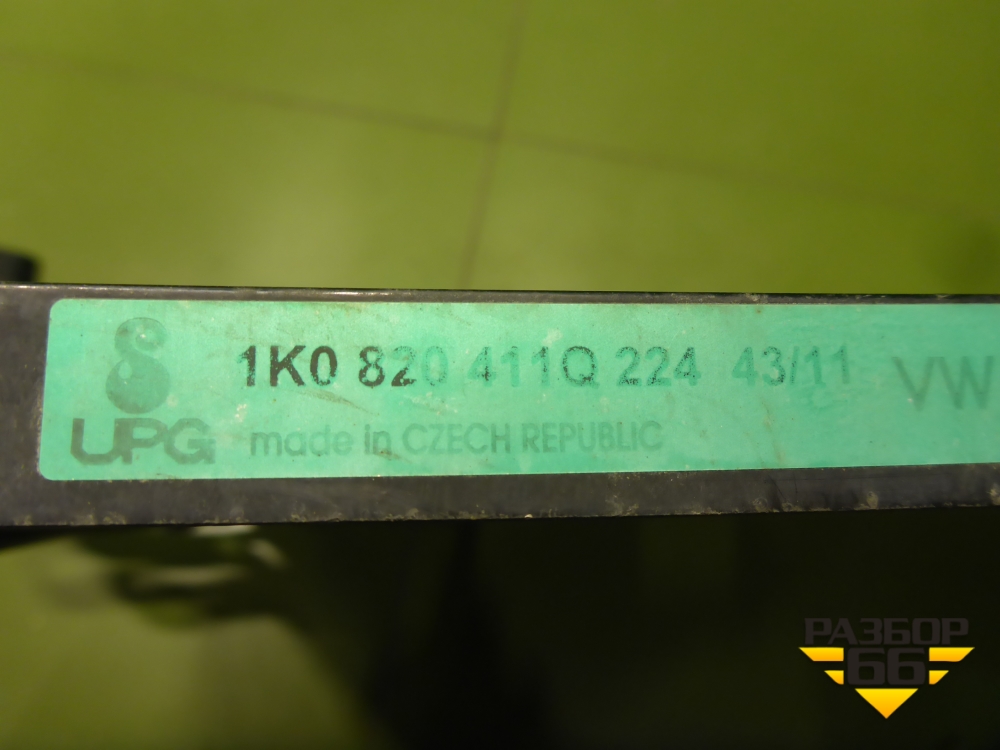 1K0 820 411Q 224 43/11 VW
UPG made in CZECH REPUBLIC
РАЗБОР
66